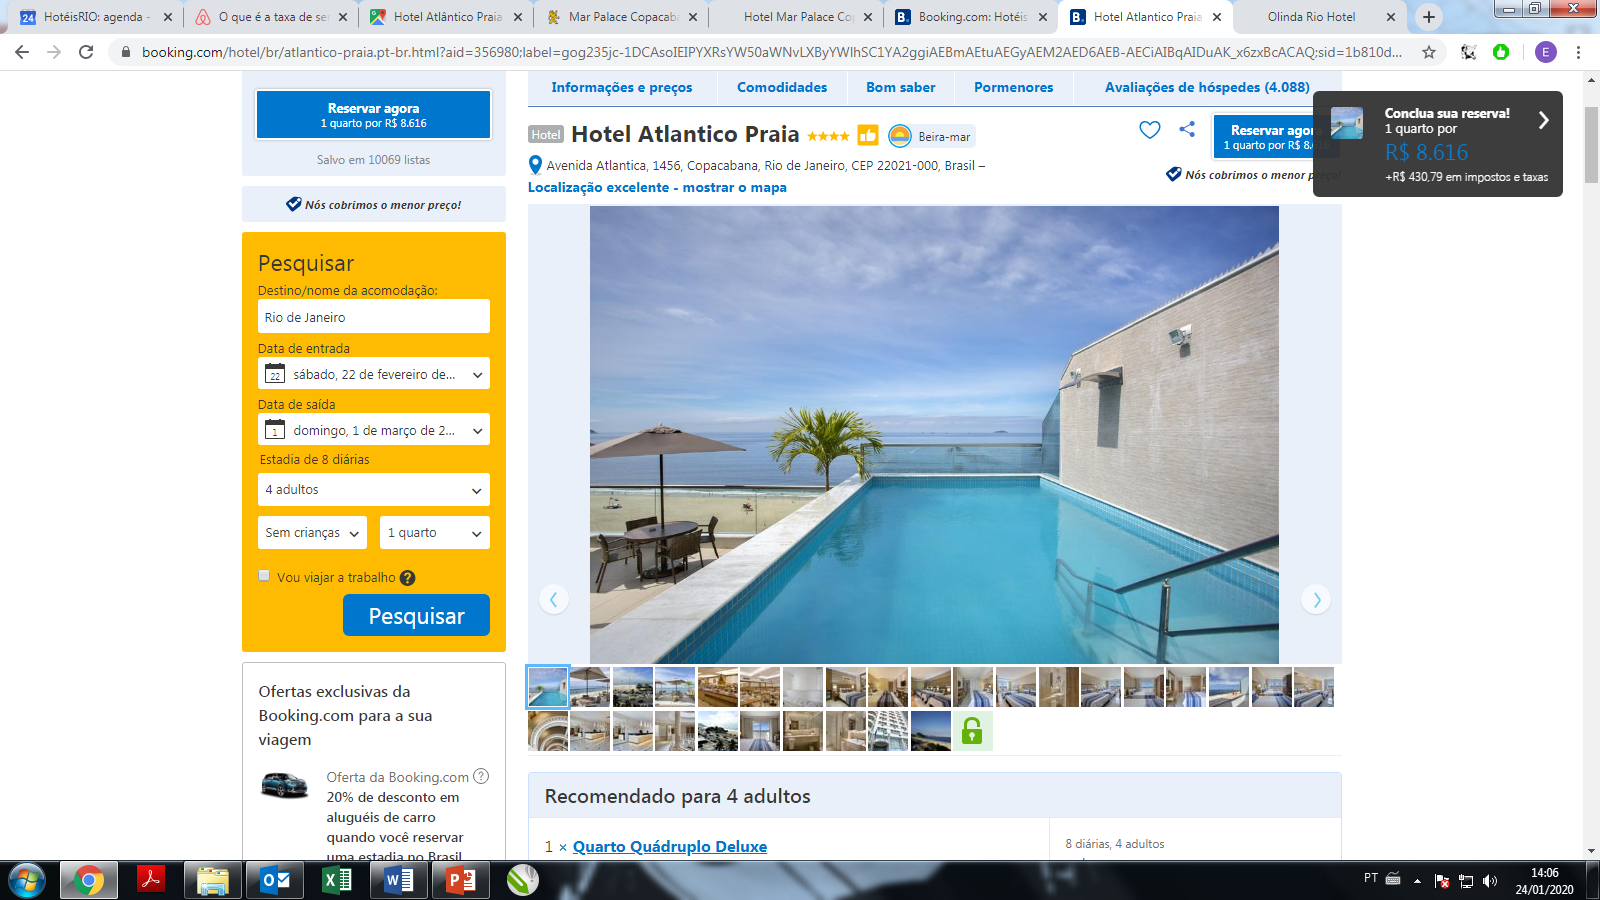 HotéisRIO: agenda -
O que é a taxa de se
Hotel Atlântico Praia
Mar Palace Copacab
Hotel Mar Palace Co
Booking.com: Hotéis
Hotel Atlantico Praia
Olinda Rio Hotel
booking.com/hotel/br/atlantico-praia.pt-br.html?aid=356980;label=gog235jc-1DCAsoIEIPYXRsYW50aWNvLXByYWlhSC1YA2ggiAEBmAEtuAEGyAEM2AED6AEB-AECiAIBqAIDuAK_x6zxBcACAQ;sid=1b810d...
E
Reservar agora
1 quarto por R$ 8.616
Salvo em 10069 listas
Nós cobrimos o menor preço!
Pesquisar
Destino/nome da acomodação:
Rio de Janeiro
Data de entrada
22 sábado, 22 de fevereiro de...
Data de saída
1 domingo, 1 de março de 2...
Estadia de 8 diárias
4 adultos
Sem crianças
1 quarto
Vou viajar a trabalho ?
Pesquisar
Ofertas exclusivas da
Booking.com para a sua
viagem
Oferta da Booking.com ?
20% de desconto em
aluguéis de carro
quando você reservar
uma estadia no Brasil
Informações e preços
Comodidades
Bom saber
Pormenores
Avaliações de hóspedes (4.088)
Hotel Hotel Atlantico Praia
Beira-mar
Avenida Atlantica, 1456, Copacabana, Rio de Janeiro, CEP 22021-000, Brasil –
Localização excelente - mostrar o mapa
Reservar agora
1 quarto por R$ 8.616
Nós cobrimos o menor preço!
Conclua sua reserva!
1 quarto por
R$ 8.616
+R$ 430,79 em impostos e taxas
Recomendado para 4 adultos
1 × Quarto Quádruplo Deluxe
8 diárias, 4 adultos
PT
14:06
24/01/2020